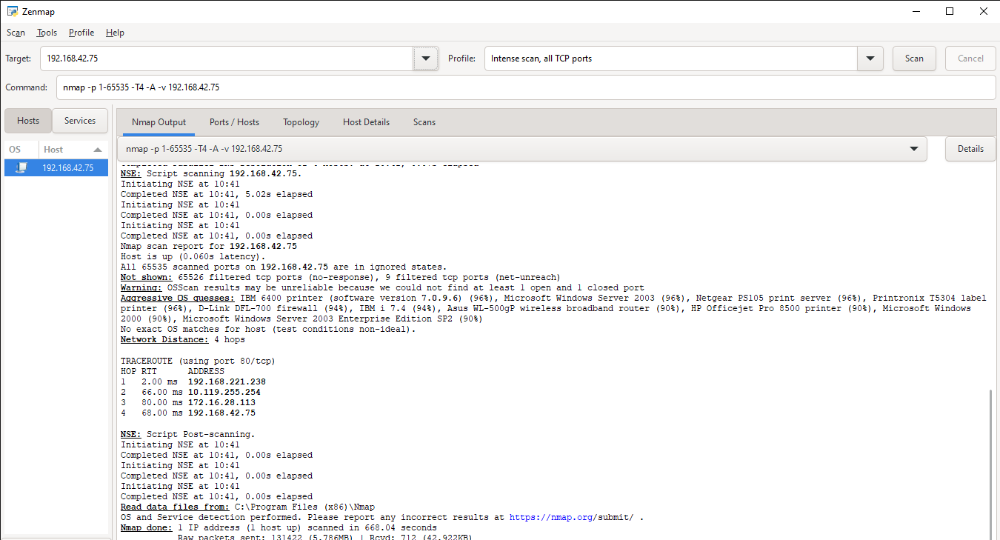 Zenmap
Scan Tools Profile Help
Target: 192.168.42.75 Profile: Intense scan, all TCP ports Scan Cancel
Command: nmap -p 1-65535 -T4 -A -v 192.168.42.75
Hosts Services
OS Host
192.168.42.75
Nmap Output Ports / Hosts Topology Host Details Scans
nmap -p 1-65535 -T4 -A -v 192.168.42.75 Details
NSE: Script scanning 192.168.42.75.
Initiating NSE at 10:41
Completed NSE at 10:41, 5.02s elapsed
Initiating NSE at 10:41
Completed NSE at 10:41, 0.00s elapsed
Initiating NSE at 10:41
Completed NSE at 10:41, 0.00s elapsed
Nmap scan report for 192.168.42.75
Host is up (0.060s latency).
All 65535 scanned ports on 192.168.42.75 are in ignored states.
Not shown: 65526 filtered tcp ports (no-response), 9 filtered tcp ports (net-unreach)
Warning: OSScan results may be unreliable because we could not find at least 1 open and 1 closed port
Aggressive OS guesses: IBM 6400 printer (software version 7.0.9.6) (96%), Microsoft Windows Server 2003 (96%), Netgear PS105 print server (96%), Printronix T5304 label
printer (96%), D-Link DFL-700 firewall (94%), IBM i 7.4 (94%), Asus WL-500gP wireless broadband router (90%), HP Officejet Pro 8500 printer (90%), Microsoft Windows
2000 (90%), Microsoft Windows Server 2003 Enterprise Edition SP2 (90%)
No exact OS matches for host (test conditions non-ideal).
Network Distance: 4 hops
TRACEROUTE (using port 80/tcp)
HOP RTT ADDRESS
1 2.00 ms 192.168.221.238
2 66.00 ms 10.119.255.254
3 80.00 ms 172.16.28.113
4 68.00 ms 192.168.42.75
NSE: Script Post-scanning.
Initiating NSE at 10:41
Completed NSE at 10:41, 0.00s elapsed
Initiating NSE at 10:41
Completed NSE at 10:41, 0.00s elapsed
Initiating NSE at 10:41
Completed NSE at 10:41, 0.00s elapsed
Read data files from: C:\Program Files (x86)\Nmap
OS and Service detection performed. Please report any incorrect results at https://nmap.org/submit/ .
Nmap done: 1 IP address (1 host up) scanned in 668.04 seconds
Raw packets sent: 131422 (5.786MB) | Rcvd: 712 (42.922KB)